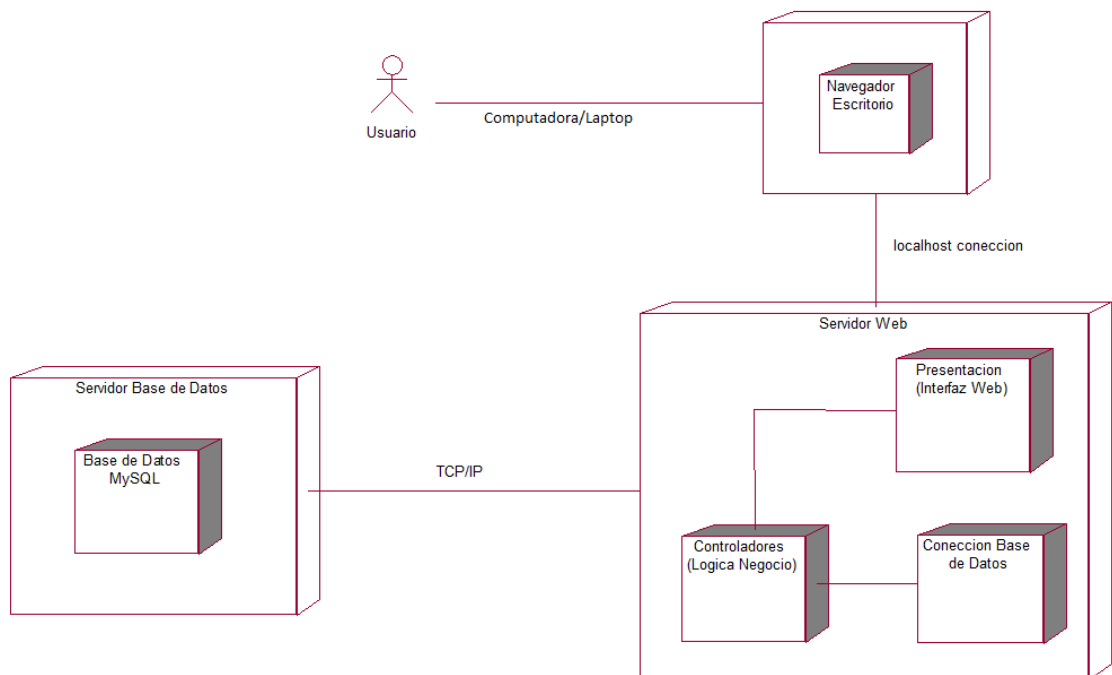 Navegador
Escritorio
Usuario
Computadora/Laptop
localhost coneccion
Servidor Web
Presentacion
(Interfaz Web)
Servidor Base de Datos
Base de Datos
MySQL
TCP/IP
Controladores
(Logica Negocio)
Coneccion Base
de Datos